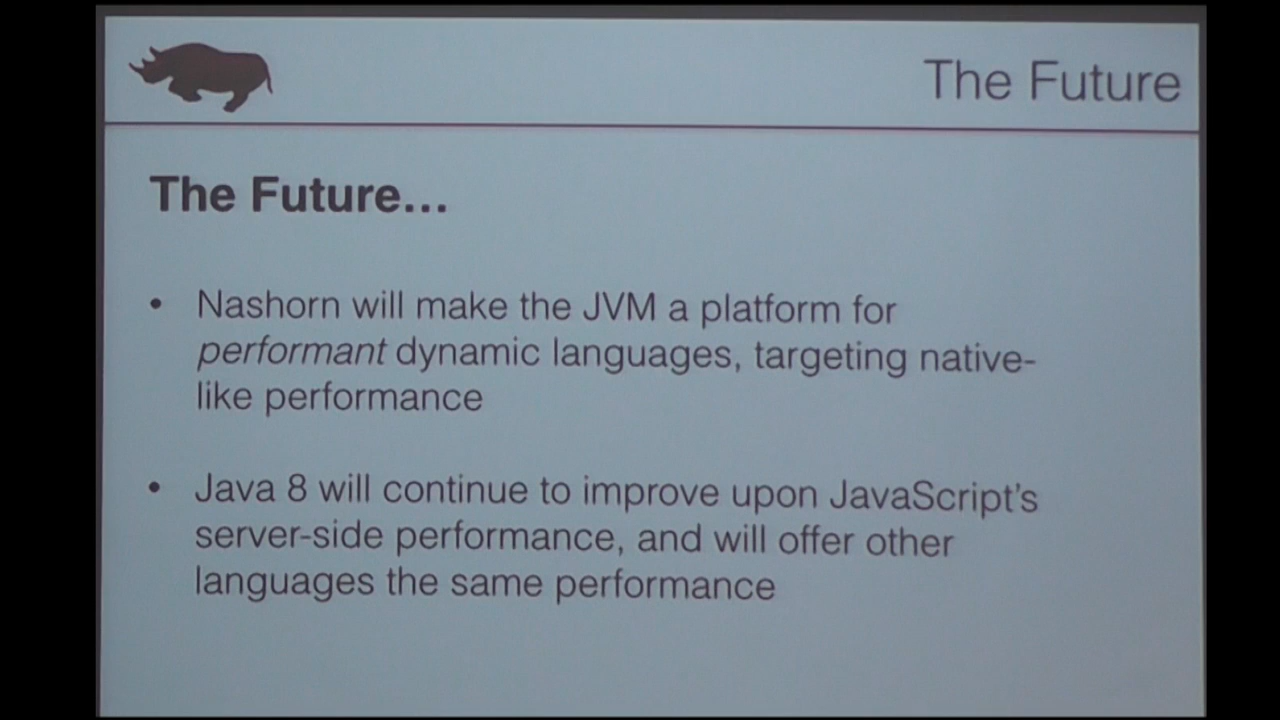 The Future
The Future...
• Nashorn will make the JVM a platform for
performant dynamic languages, targeting native-
like performance
• Java 8 will continue to improve upon JavaScript's
server-side performance, and will offer other
languages the same performance